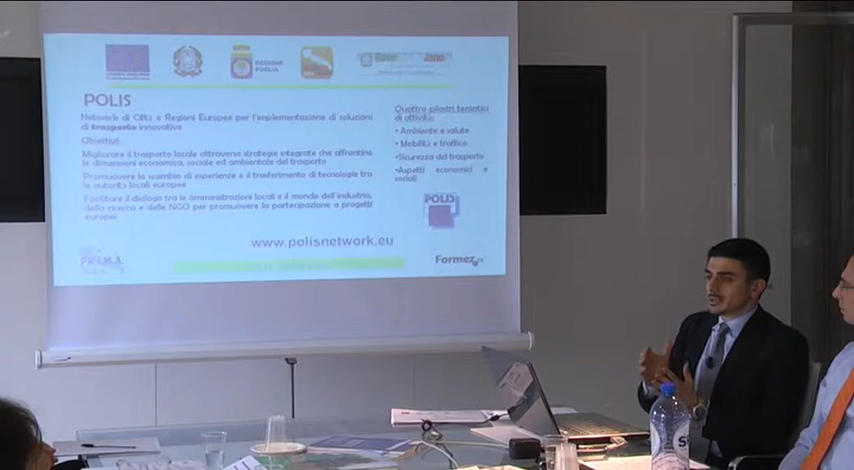 REGIONE
PUGLIA
POLIS
Network di Città e Regioni Europee per l'implementazione di soluzioni
di trasporto innovative
Obiettivi:
Migliorare il trasporto locale attraverso strategie integrate che affrontino
le dimensioni economica, sociale ed ambientale del trasporto
Promuovere lo scambio di esperienze e il trasferimento di tecnologie tra
le autorità locali europee
Facilitare il dialogo tra le amministrazioni locali e il mondo dell'industria,
della ricerca e delle NGO per promuovere la partecipazione a progetti
europei
Quattro pilastri tematici
di attività:
•Ambiente e salute
•Mobilità e traffico
•Sicurezza del trasporto
•Aspetti economici e
sociali
POLIS
www.polisnetwork.eu
P.R.I.M.A.
Formez